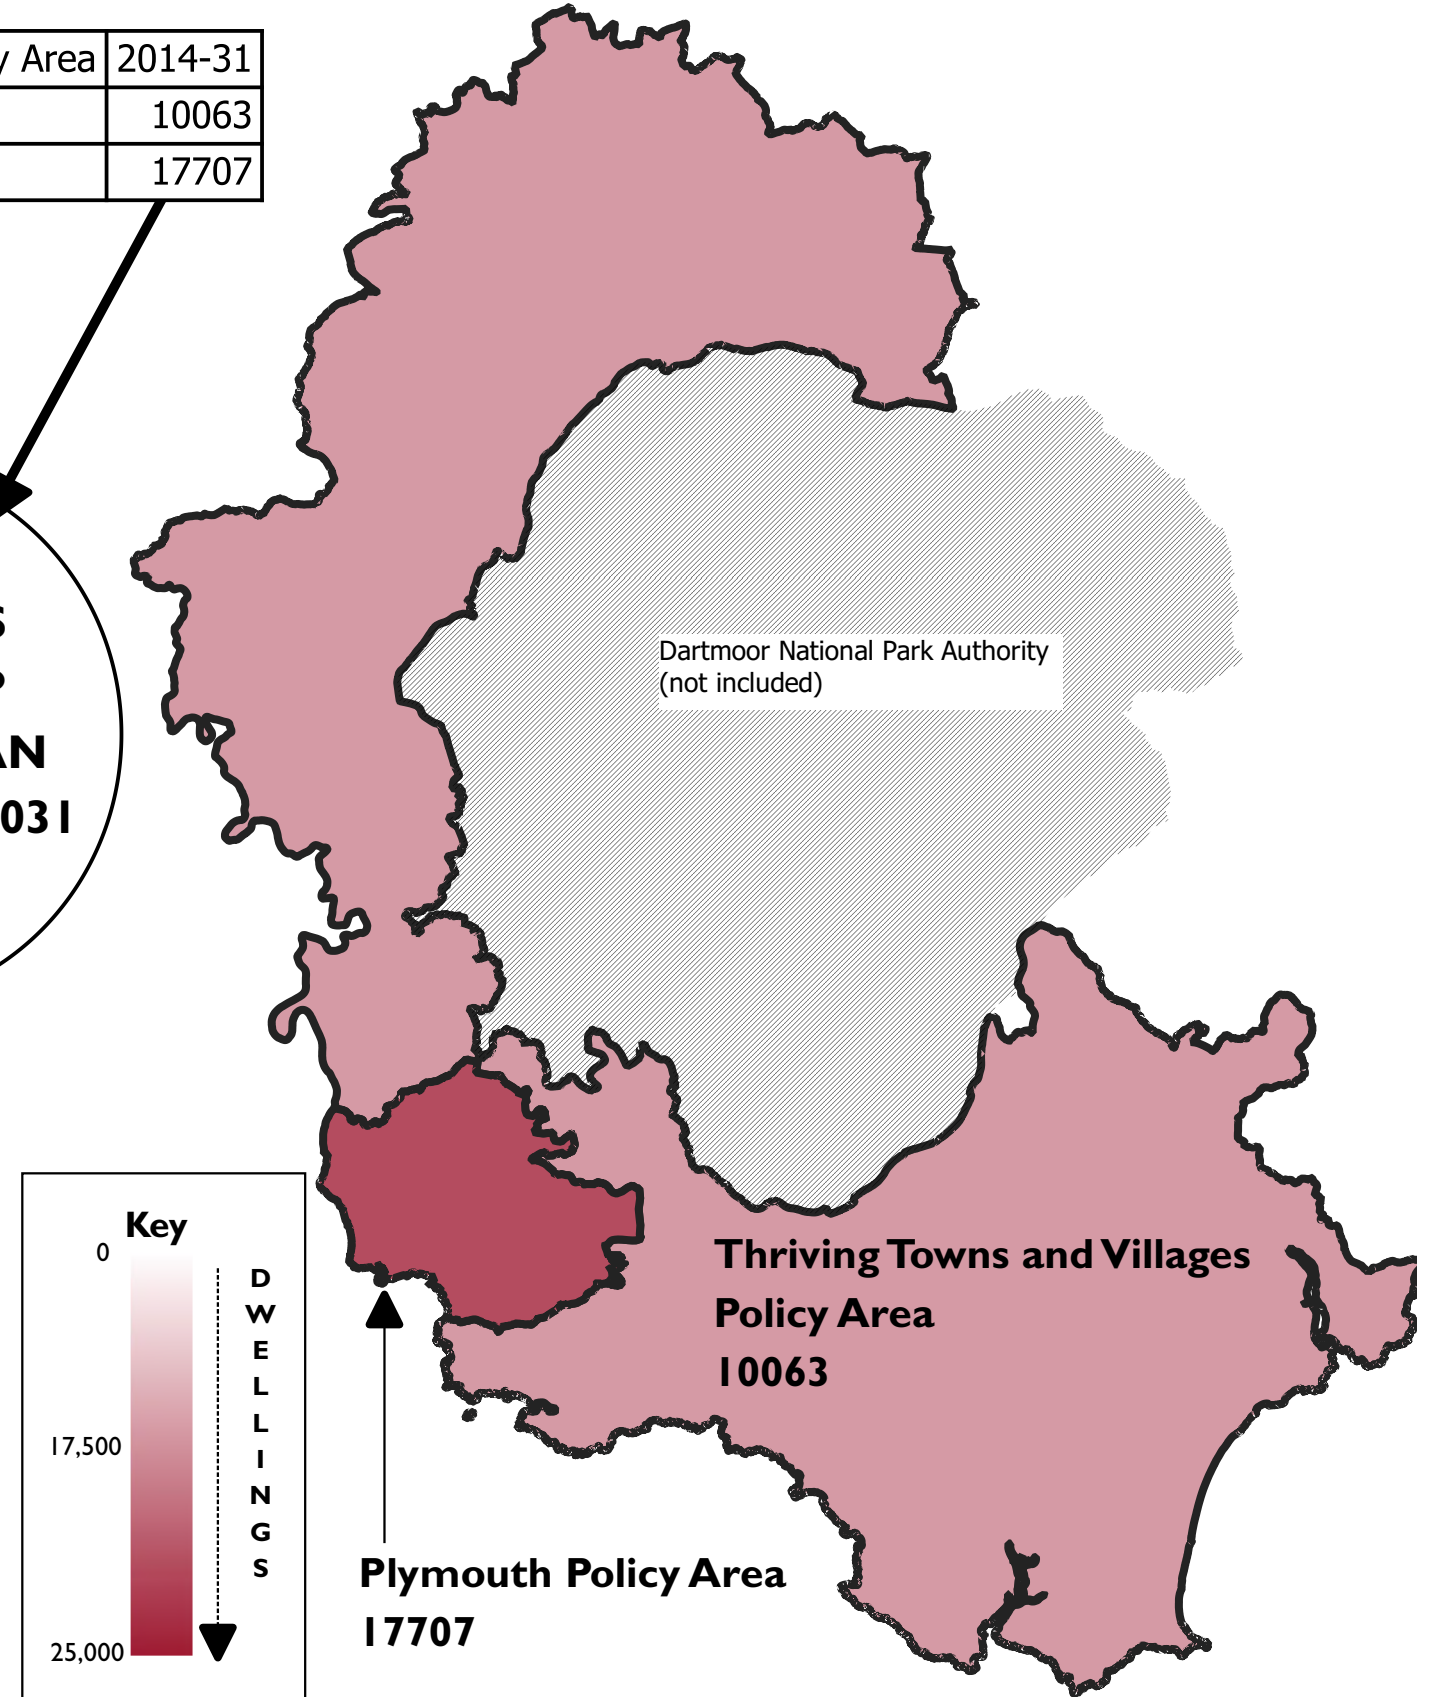 y Area 2014-31
10063
17707
S
AN
031
Dartmoor National Park Authority
(not included)
Thriving Towns and Villages
Policy Area
10063
Key
0
17,500
25,000
DWELLINGS
Plymouth Policy Area
17707